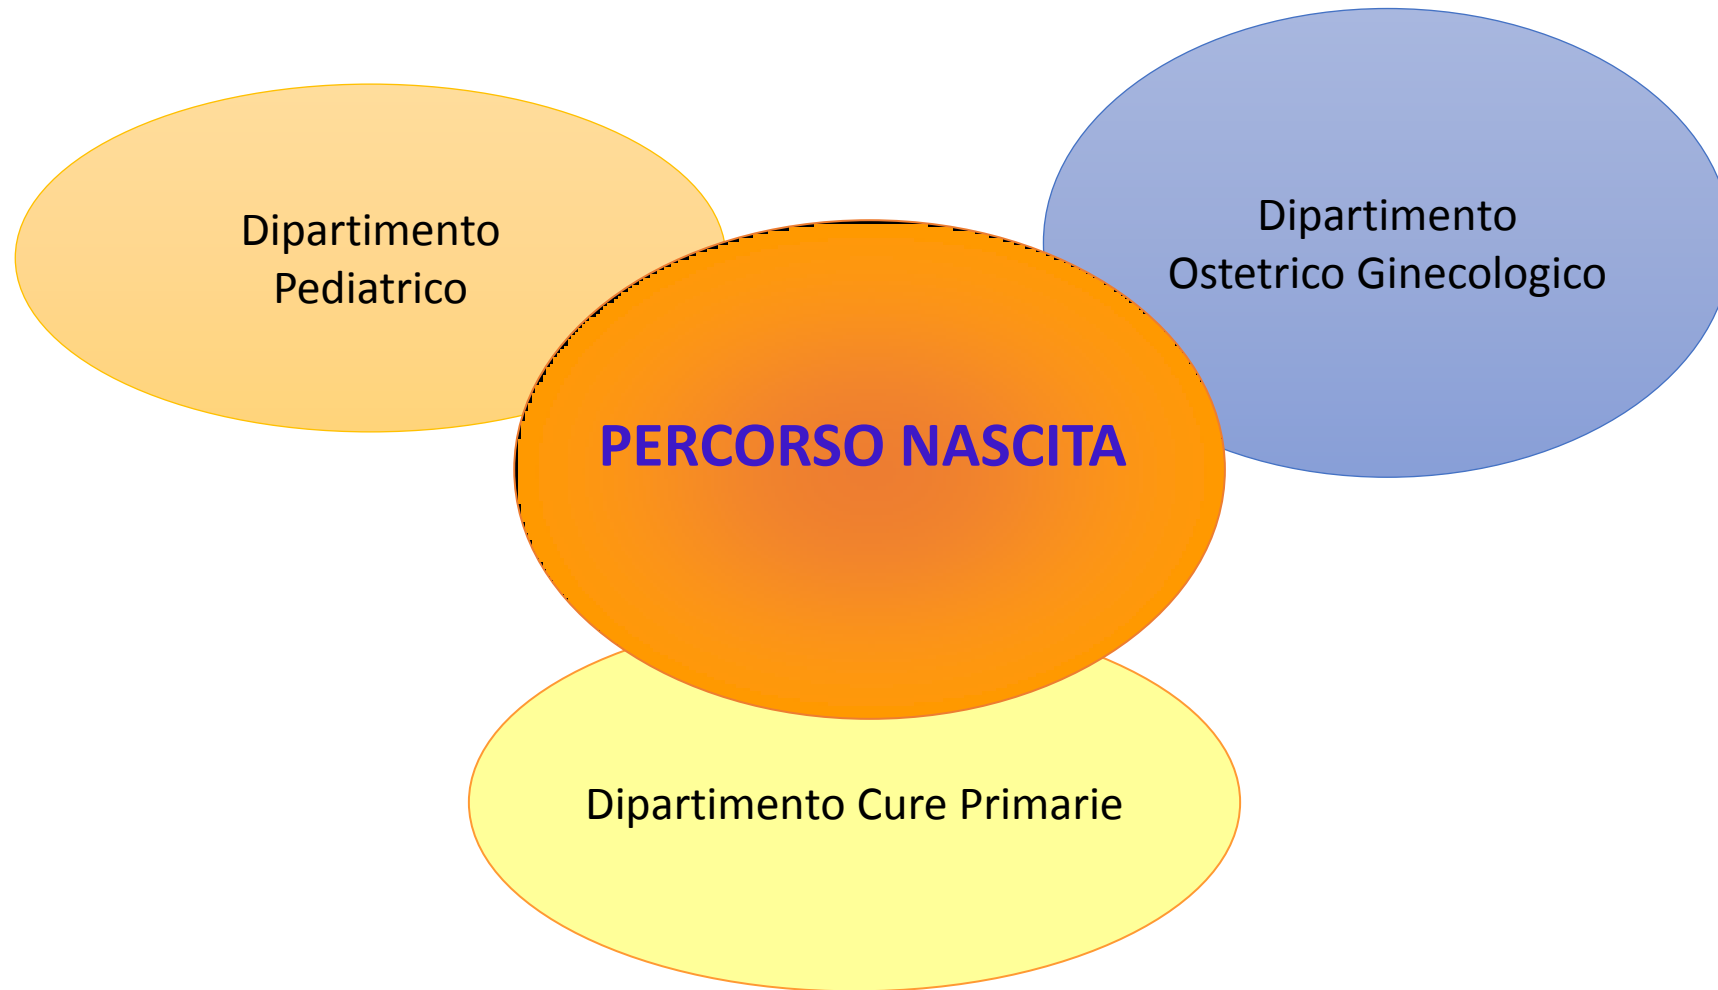 Dipartimento
Pediatrico
Dipartimento
Ostetrico Ginecologico
PERCORSO NASCITA
Dipartimento Cure Primarie